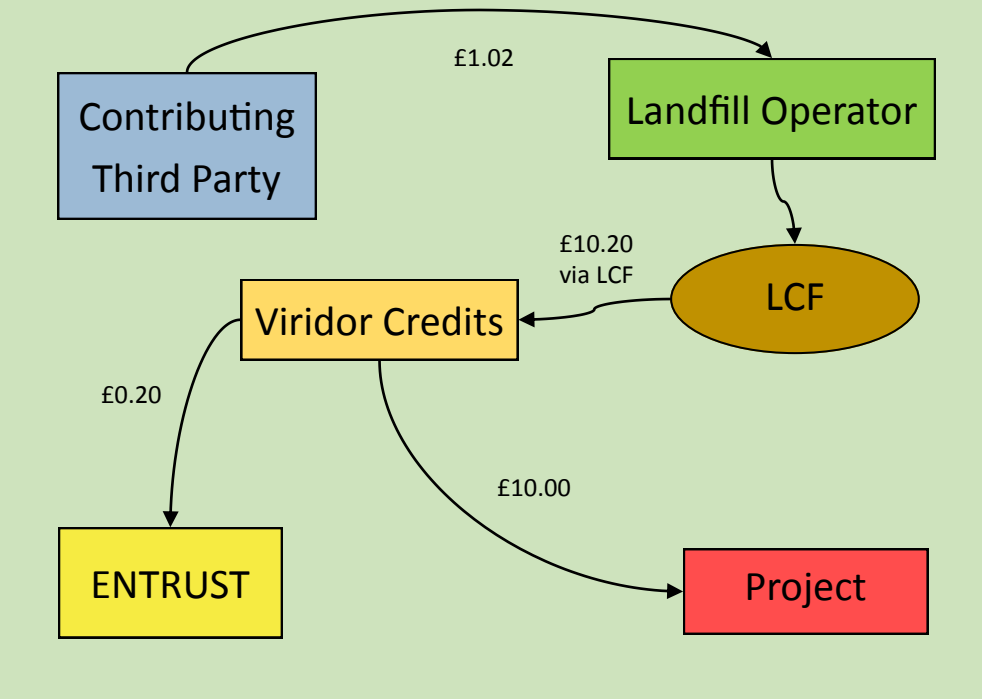 £1.02
Contributing
Third Party
Landfill Operator
£10.20
via LCF
LCF
Viridor Credits
£0.20
£10.00
ENTRUST
Project